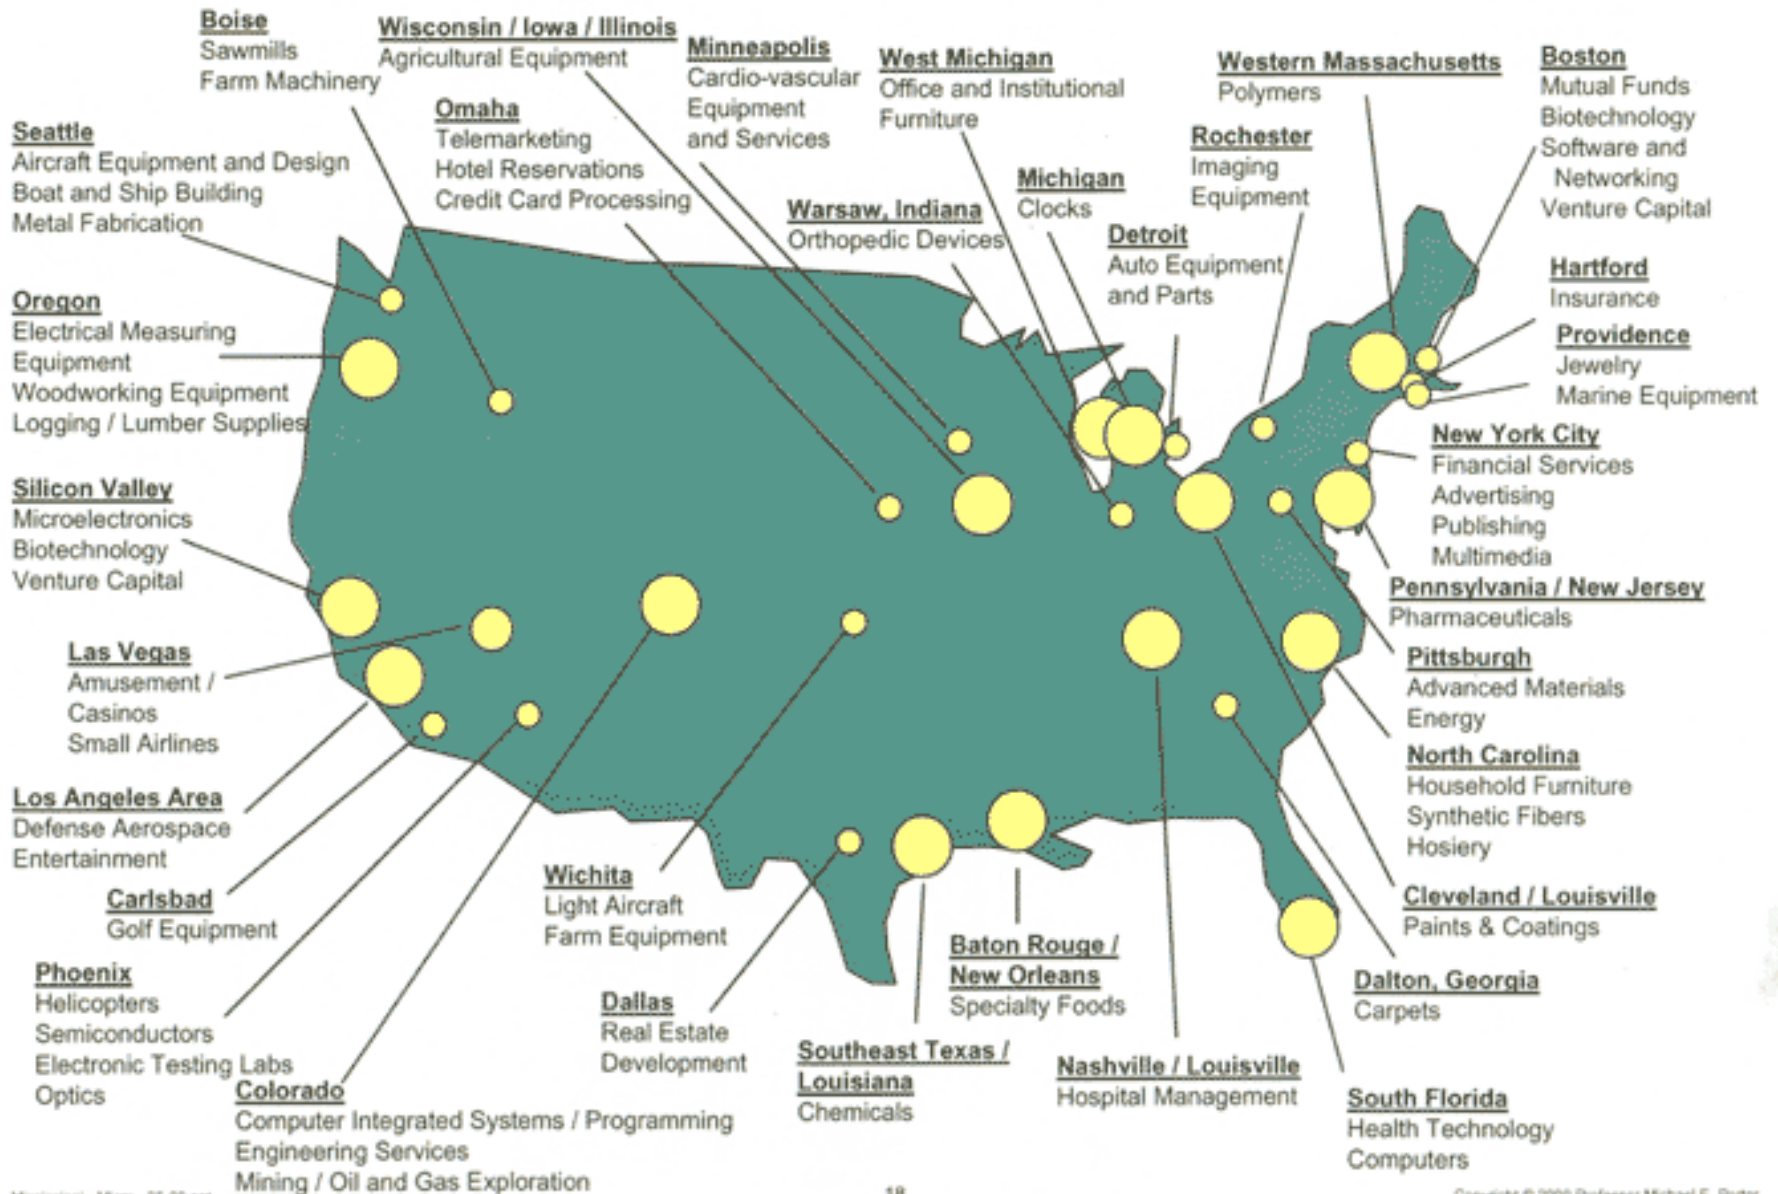 Boise
Sawmills
Farm Machinery
Wisconsin / Iowa / Illinois
Agricultural Equipment
Minneapolis
Cardio-vascular
Equipment
and Services
West Michigan
Office and Institutional
Furniture
Western Massachusetts
Polymers
Boston
Mutual Funds
Biotechnology
Software and
Networking
Venture Capital
Seattle
Aircraft Equipment and Design
Boat and Ship Building
Metal Fabrication
Omaha
Telemarketing
Hotel Reservations
Credit Card Processing
Warsaw, Indiana
Orthopedic Devices
Michigan
Clocks
Detroit
Auto Equipment
and Parts
Rochester
Imaging
Equipment
Hartford
Insurance
Providence
Jewelry
Marine Equipment
Oregon
Electrical Measuring
Equipment
Woodworking Equipment
Logging / Lumber Supplies
New York City
Financial Services
Advertising
Publishing
Multimedia
Silicon Valley
Microelectronics
Biotechnology
Venture Capital
Pennsylvania / New Jersey
Pharmaceuticals
Las Vegas
Amusement /
Casinos
Small Airlines
Pittsburgh
Advanced Materials
Energy
North Carolina
Household Furniture
Synthetic Fibers
Hosiery
Los Angeles Area
Defense Aerospace
Entertainment
Carlsbad
Golf Equipment
Wichita
Light Aircraft
Farm Equipment
Cleveland / Louisville
Paints & Coatings
Baton Rouge /
New Orleans
Specialty Foods
Dalton, Georgia
Carpets
Phoenix
Helicopters
Semiconductors
Electronic Testing Labs
Optics
Dallas
Real Estate
Development
Southeast Texas /
Louisiana
Chemicals
Nashville / Louisville
Hospital Management
South Florida
Health Technology
Computers
Colorado
Computer Integrated Systems / Programming
Engineering Services
Mining / Oil and Gas Exploration
18
Copyright © Professor Michael E. Porter